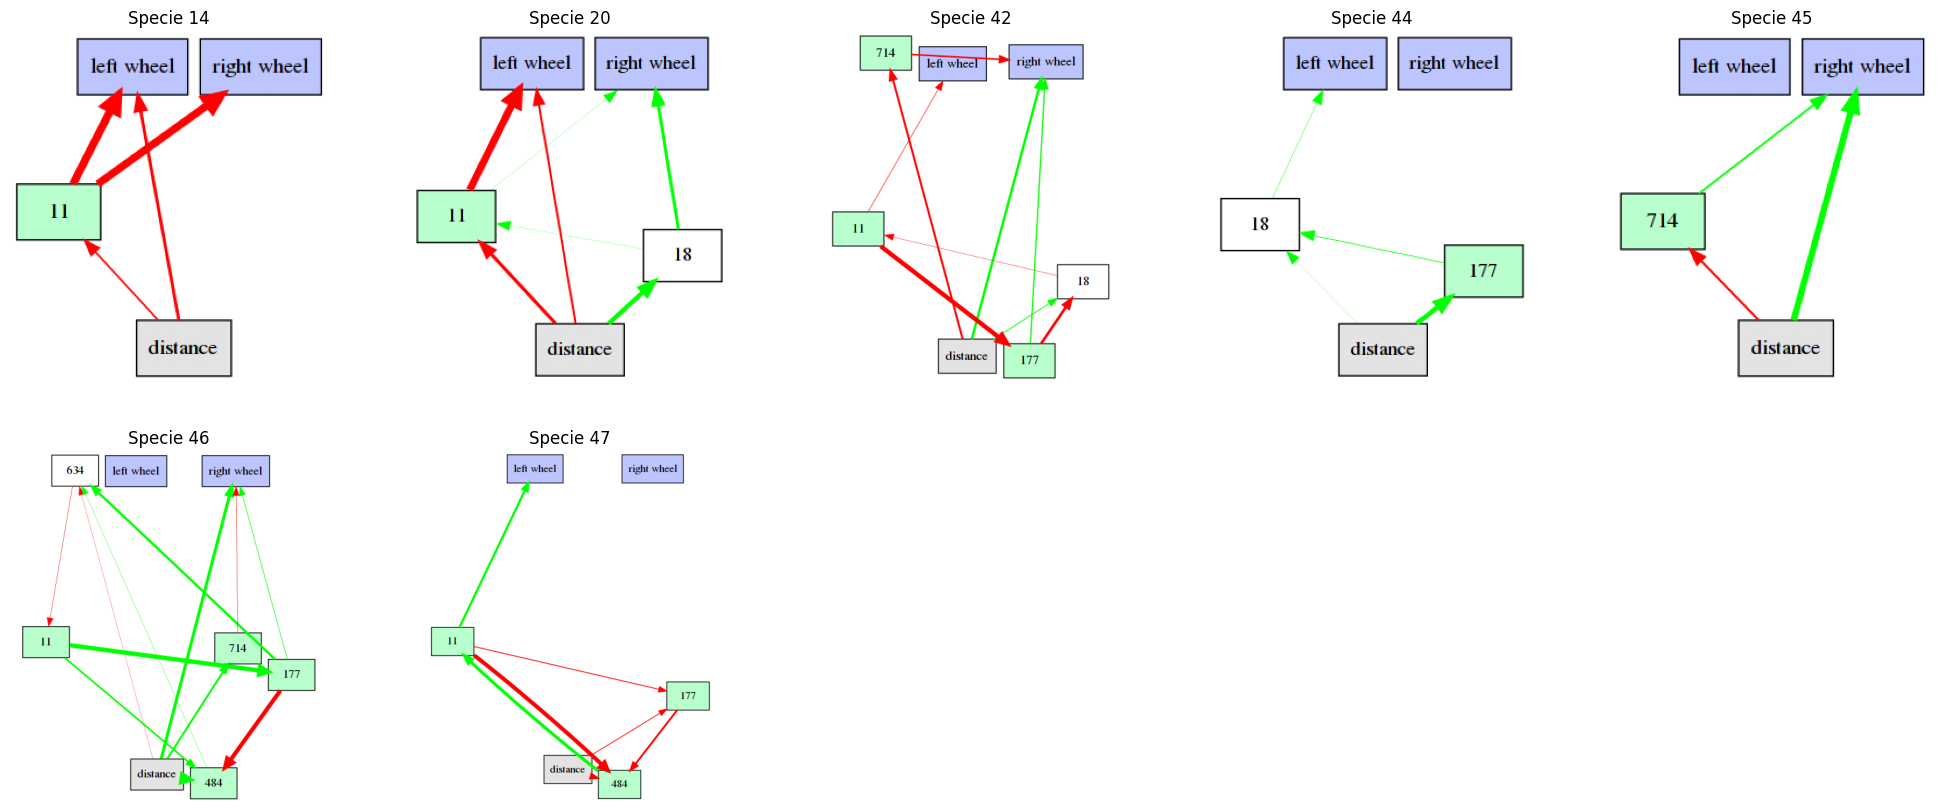 Specie 14
left wheel
right wheel
11
distance
Specie 20
left wheel
right wheel
11
18
distance
Specie 42
714
left wheel
right wheel
11
18
distance
177
Specie 44
left wheel
right wheel
18
177
distance
Specie 45
left wheel
right wheel
714
distance
Specie 46
634
left wheel
right wheel
11
714
177
distance
484
Specie 47
left wheel
right wheel
11
177
distance
484